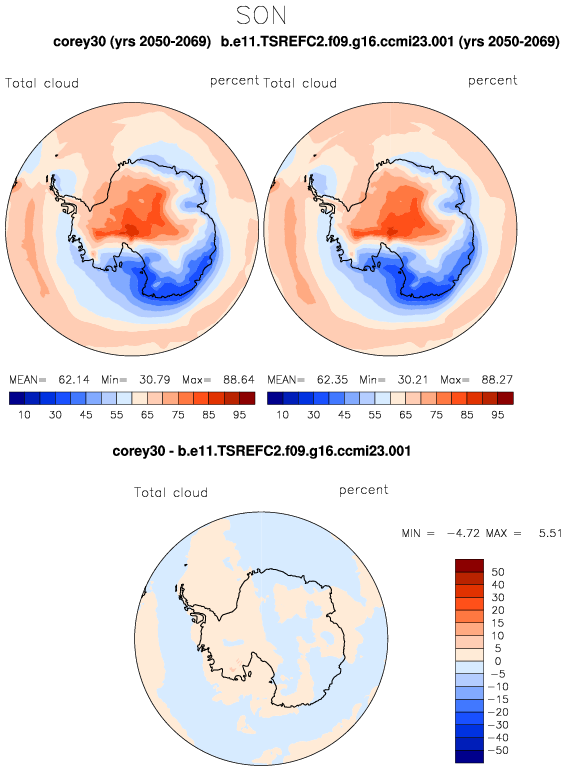 SON
corey30 (yrs 2050-2069) b.e11.TSREFC2.f09.g16.ccmi23.001 (yrs 2050-2069)
Total cloud percent Total cloud percent
MEAN= 62.14 Min= 30.79 Max= 88.64 MEAN= 62.35 Min= 30.21 Max= 88.27
10 30 45 55 65 75 85 95 10 30 45 55 65 75 85 95
corey30 - b.e11.TSREFC2.f09.g16.ccmi23.001
Total cloud percent
MIN = -4.72 MAX = 5.51
50
40
30
20
15
10
5
0
-5
-10
-15
-20
-30
-40
-50